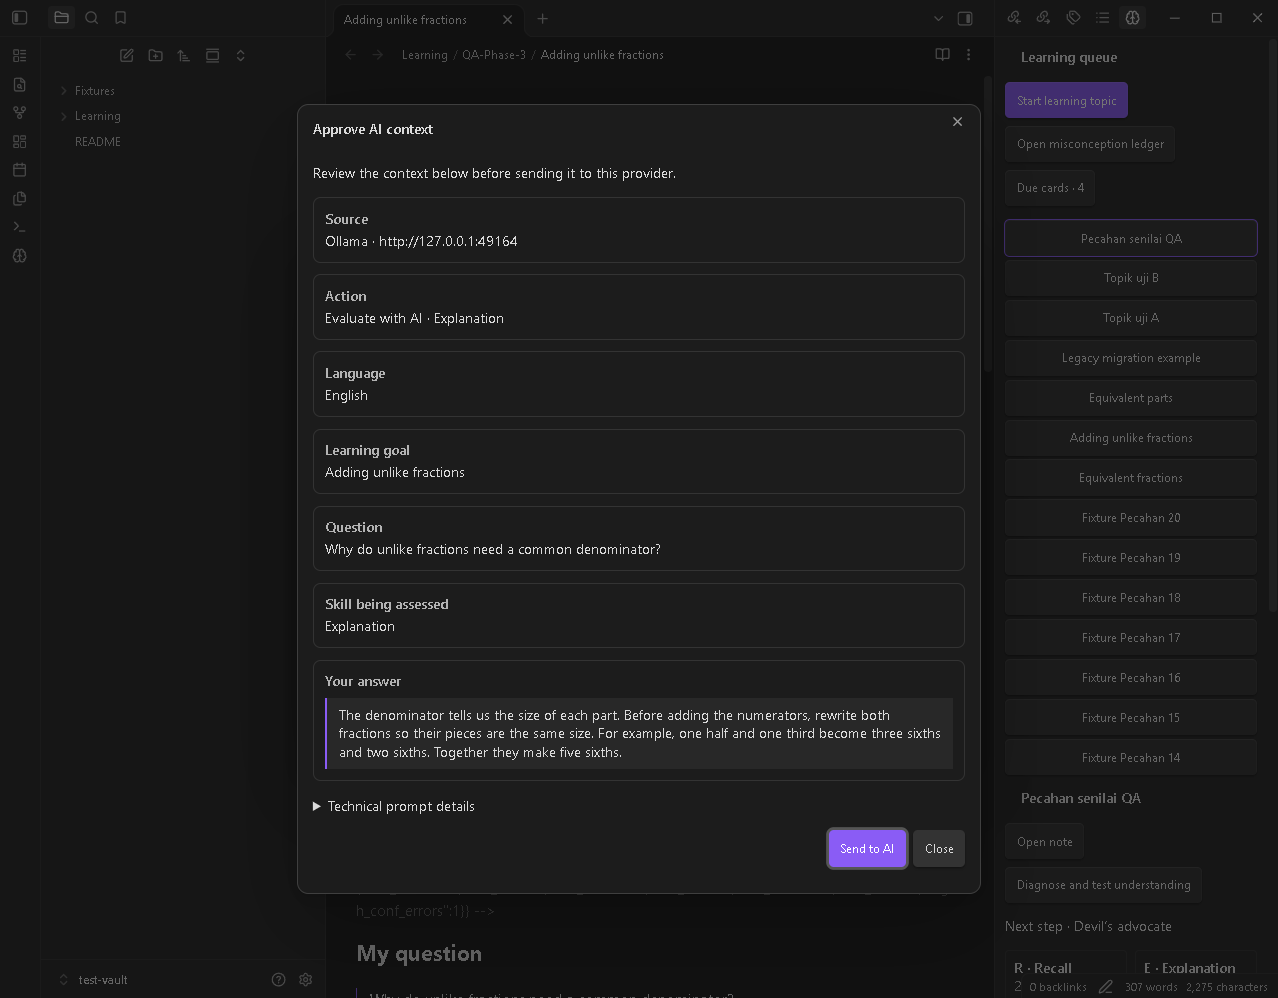 Adding unlike fractions
Learning / QA-Phase-3 / Adding unlike fractions
Fixtures
Learning
README
test-vault
Approve AI context
Review the context below before sending it to this provider.
Source
Ollama · http://127.0.0.1:49164
Action
Evaluate with AI · Explanation
Language
English
Learning goal
Adding unlike fractions
Question
Why do unlike fractions need a common denominator?
Skill being assessed
Explanation
Your answer
The denominator tells us the size of each part. Before adding the numerators, rewrite both
fractions so their pieces are the same size. For example, one half and one third become three sixths
and two sixths. Together they make five sixths.
Technical prompt details
Send to AI
Close
h_conf_errors":1}} -->
My question
Why do unlike fractions need a common denominator?
Learning queue
Start learning topic
Open misconception ledger
Due cards · 4
Pecahan senilai QA
Topik uji B
Topik uji A
Legacy migration example
Equivalent parts
Adding unlike fractions
Equivalent fractions
Fixture Pecahan 20
Fixture Pecahan 19
Fixture Pecahan 18
Fixture Pecahan 17
Fixture Pecahan 16
Fixture Pecahan 15
Fixture Pecahan 14
Pecahan senilai QA
Open note
Diagnose and test understanding
Next step · Devil's advocate
R · Recall
E · Explanation
2
0 backlinks
307 words
2,275 characters